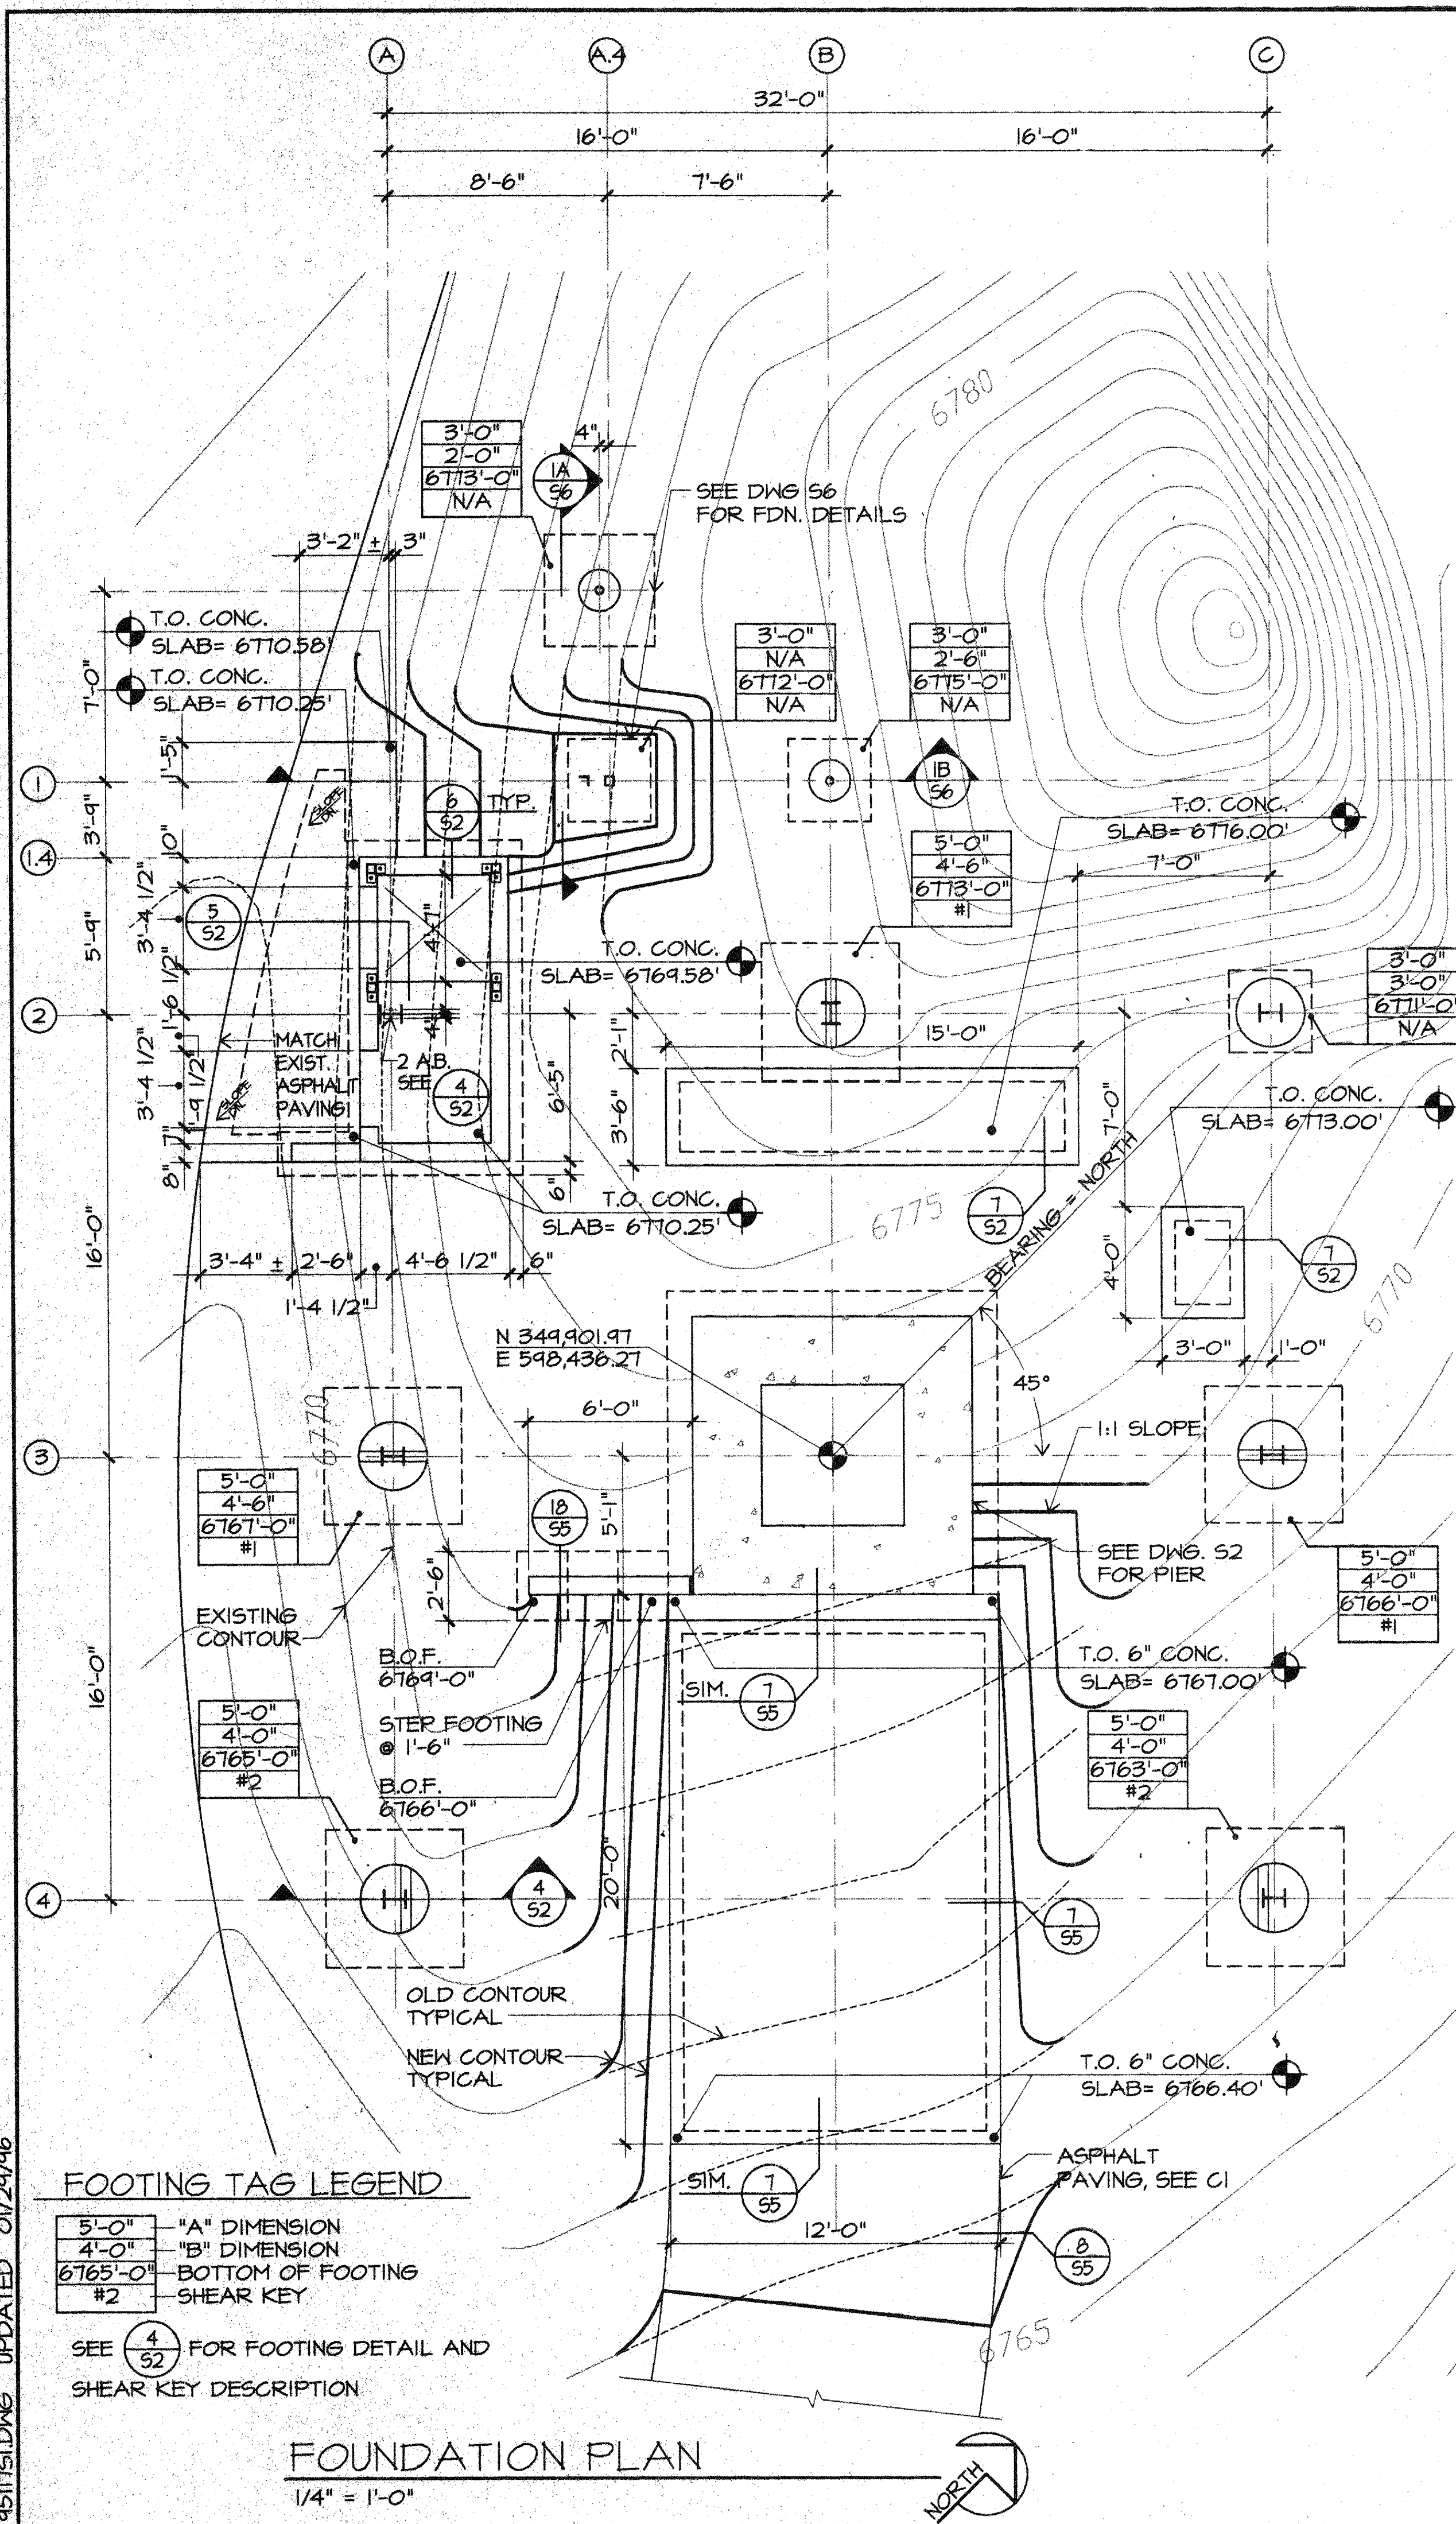 A
A.4
B
C
32'-0"
16'-0"
16'-0"
8'-6"
7'-6"
6780
3'-0"
2'-0"
6773'-0"
N/A
4"
1A
S6
SEE DWG S6
FOR FDN. DETAILS
3'-2" ±
3"
T.O. CONC.
SLAB= 6770.58'
T.O. CONC.
SLAB= 6770.25'
7'-0"
1'-5"
3'-0"
N/A
6772'-0"
N/A
3'-0"
2'-6"
6775'-0"
N/A
1
3'-9"
SLOPE
DN.
6
S2
TYP.
1B
S6
T.O. CONC.
SLAB= 6776.00'
7'-0"
1.4
10"
5'-0"
4'-6"
6773'-0"
#1
3'-4 1/2"
5
S2
4'X7'
5'-9"
T.O. CONC.
SLAB= 6769.58'
3'-0"
3'-0"
6771'-0"
N/A
1'-6 1/2"
2
4"
15'-0"
2'-1"
MATCH
EXIST.
ASPHALT
PAVING
2 A.B.
SEE
4
S2
3'-4 1/2"
1'-9 1/2"
SLOPE
6'-5"
3'-6"
7'-0"
T.O. CONC.
SLAB= 6773.00'
7"
8"
6"
T.O. CONC.
SLAB= 6770.25'
6775
7
S2
BEARING = NORTH
16'-0"
3'-4" ±
2'-6"
4'-6 1/2"
6"
1'-4 1/2"
4'-0"
7
S2
6770
N 349,901.97
E 598,436.27
3'-0"
1'-0"
45°
6770
6'-0"
1:1 SLOPE
3
5'-0"
4'-6"
6767'-0"
#1
18
S5
5'-1"
SEE DWG. S2
FOR PIER
5'-0"
4'-0"
6766'-0"
#1
2'-6"
EXISTING
CONTOUR
B.O.F.
6769'-0"
T.O. 6" CONC.
SLAB= 6767.00'
SIM.
7
S5
16'-0"
5'-0"
4'-0"
6765'-0"
#2
STEP FOOTING
@ 1'-6"
5'-0"
4'-0"
6763'-0"
#2
B.O.F.
6766'-0"
20'-0"
4
4
S2
7
S5
OLD CONTOUR
TYPICAL
NEW CONTOUR
TYPICAL
T.O. 6" CONC.
SLAB= 6766.40'
ASPHALT
PAVING, SEE C1
SIM.
7
S5
12'-0"
8
S5
6765
FOOTING TAG LEGEND
5'-0" "A" DIMENSION
4'-0" "B" DIMENSION
6765'-0" BOTTOM OF FOOTING
#2 SHEAR KEY
SEE 4 FOR FOOTING DETAIL AND
S2
SHEAR KEY DESCRIPTION
FOUNDATION PLAN
1/4" = 1'-0"
NORTH
UPDATED 01/29/96